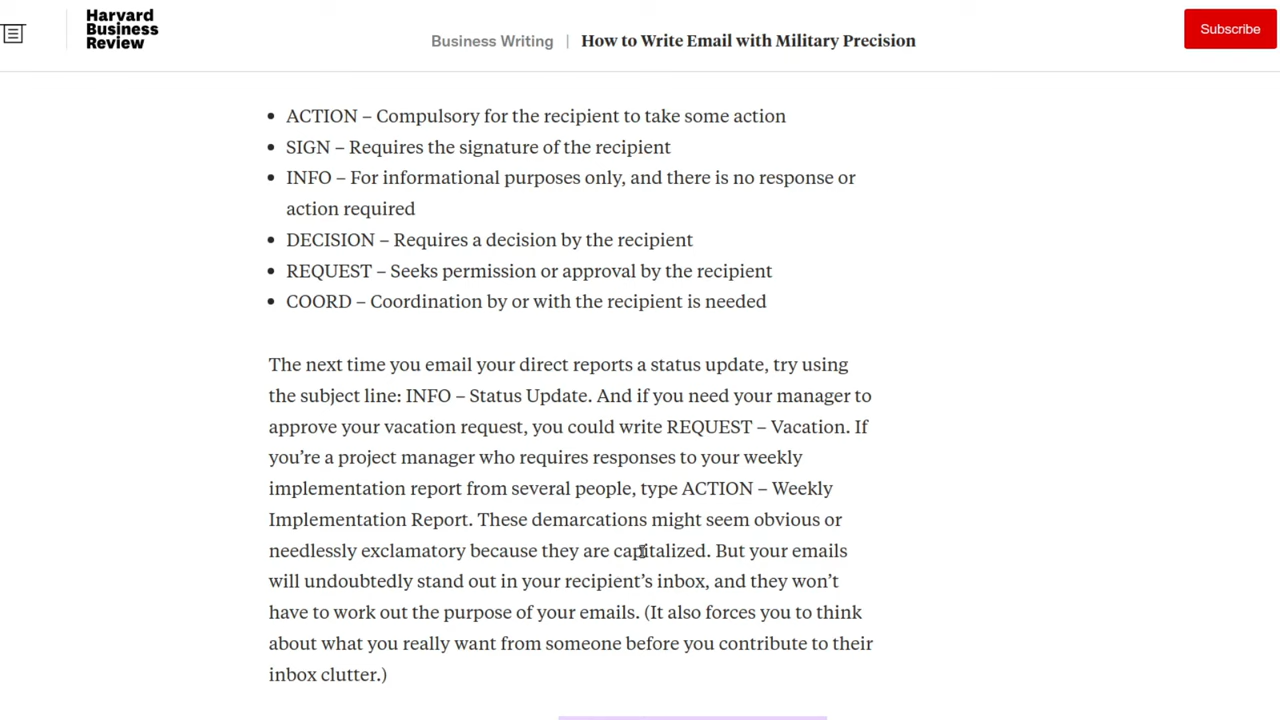 Harvard
Business
Review
Business Writing | How to Write Email with Military Precision
Subscribe
• ACTION – Compulsory for the recipient to take some action
• SIGN – Requires the signature of the recipient
• INFO – For informational purposes only, and there is no response or
action required
• DECISION – Requires a decision by the recipient
• REQUEST – Seeks permission or approval by the recipient
• COORD – Coordination by or with the recipient is needed
The next time you email your direct reports a status update, try using
the subject line: INFO – Status Update. And if you need your manager to
approve your vacation request, you could write REQUEST – Vacation. If
you’re a project manager who requires responses to your weekly
implementation report from several people, type ACTION – Weekly
Implementation Report. These demarcations might seem obvious or
needlessly exclamatory because they are capitalized. But your emails
will undoubtedly stand out in your recipient’s inbox, and they won’t
have to work out the purpose of your emails. (It also forces you to think
about what you really want from someone before you contribute to their
inbox clutter.)